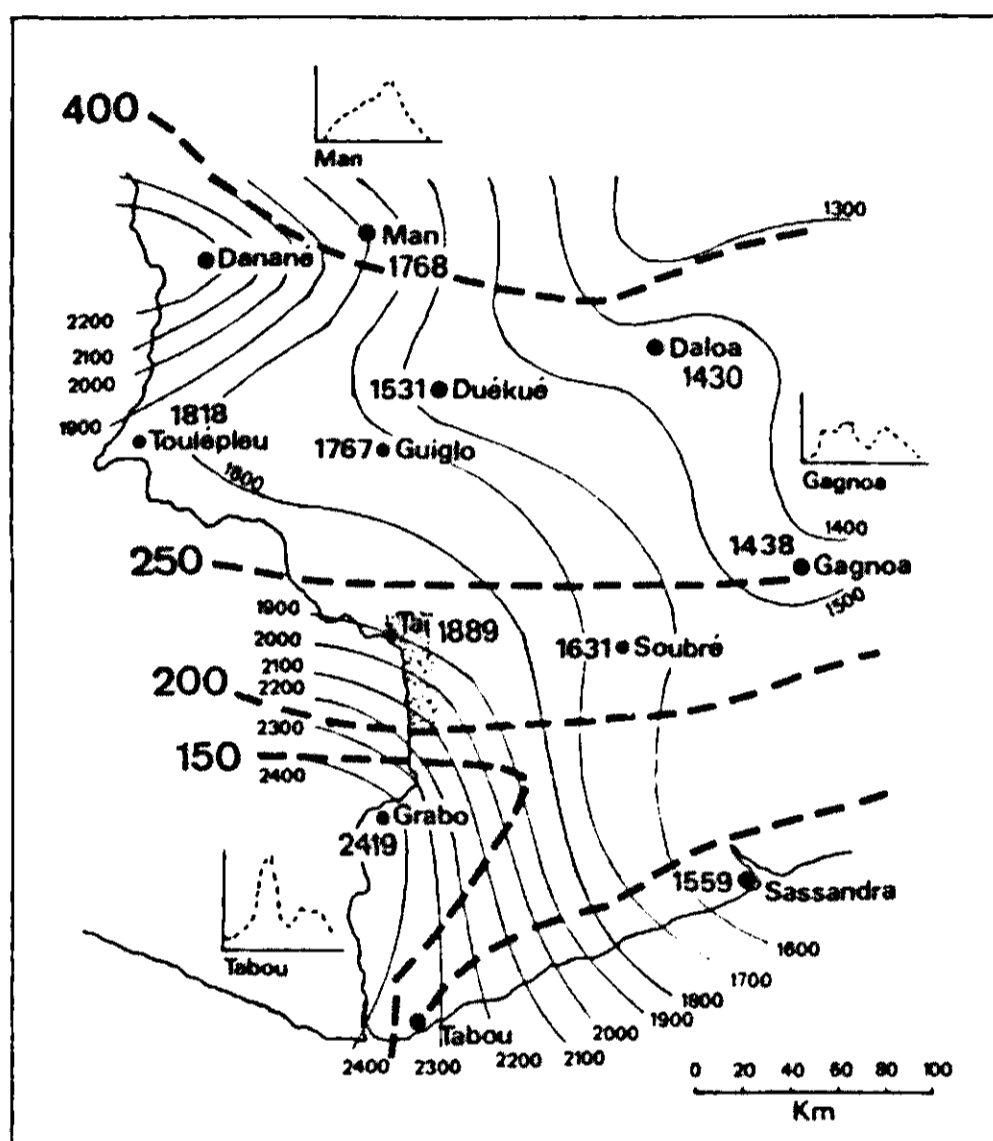 400
Man
1300
Man
1768
Danané
2200
2100
2000
1900
Daloa
1430
1531 Duékué
1818
Toulépleu
1767 Guiglo
1800
Gagnoa
1400
1438
Gagnoa
1500
250
1900
Taï 1889
2000
2100
1631 Soubré
200
2200
2300
150
2400
Grabo
2419
1559
Sassandra
Tabou
1600
1700
1800
1900
Tabou
2000
2100
2200
2300
2400
0 20 40 60 80 100
Km